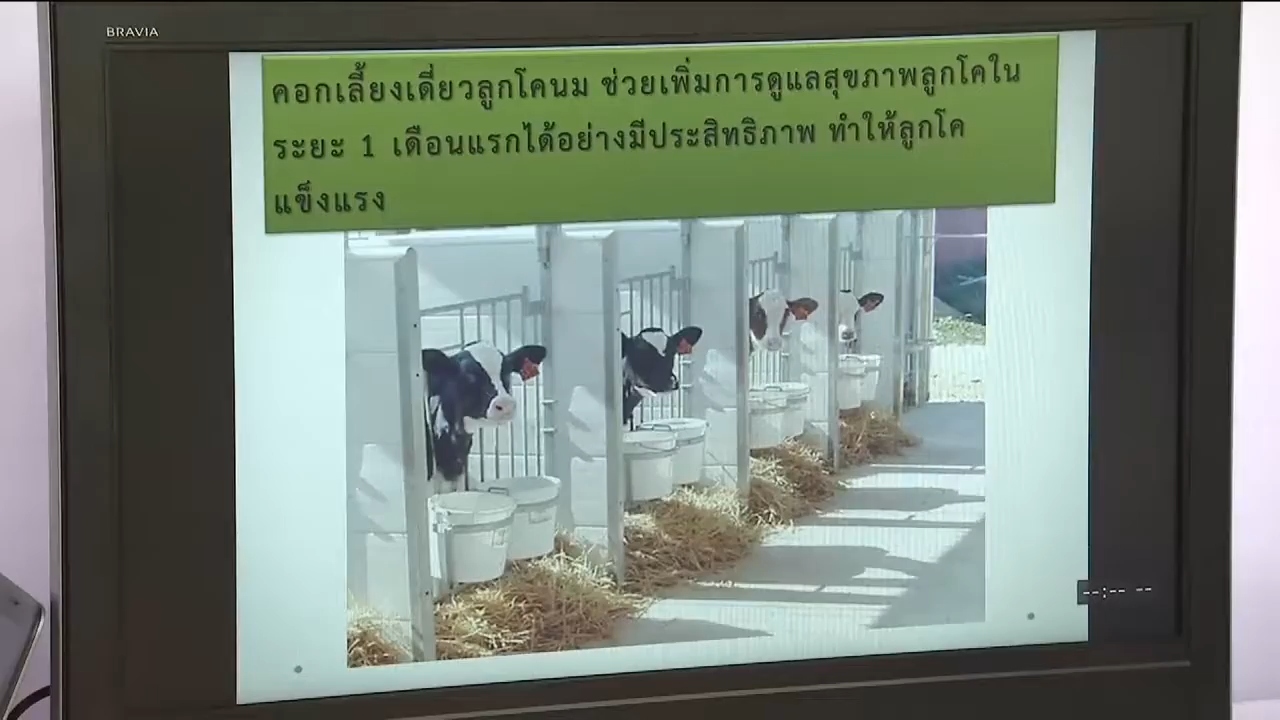 BRAVIA
คอกเลี้ยงเดี่ยวลูกโคนม ช่วยเพิ่มการดูแลสุขภาพลูกโคใน
ระยะ 1 เดือนแรกได้อย่างมีประสิทธิภาพ ทำให้ลูกโค
แข็งแรง
--:-- --